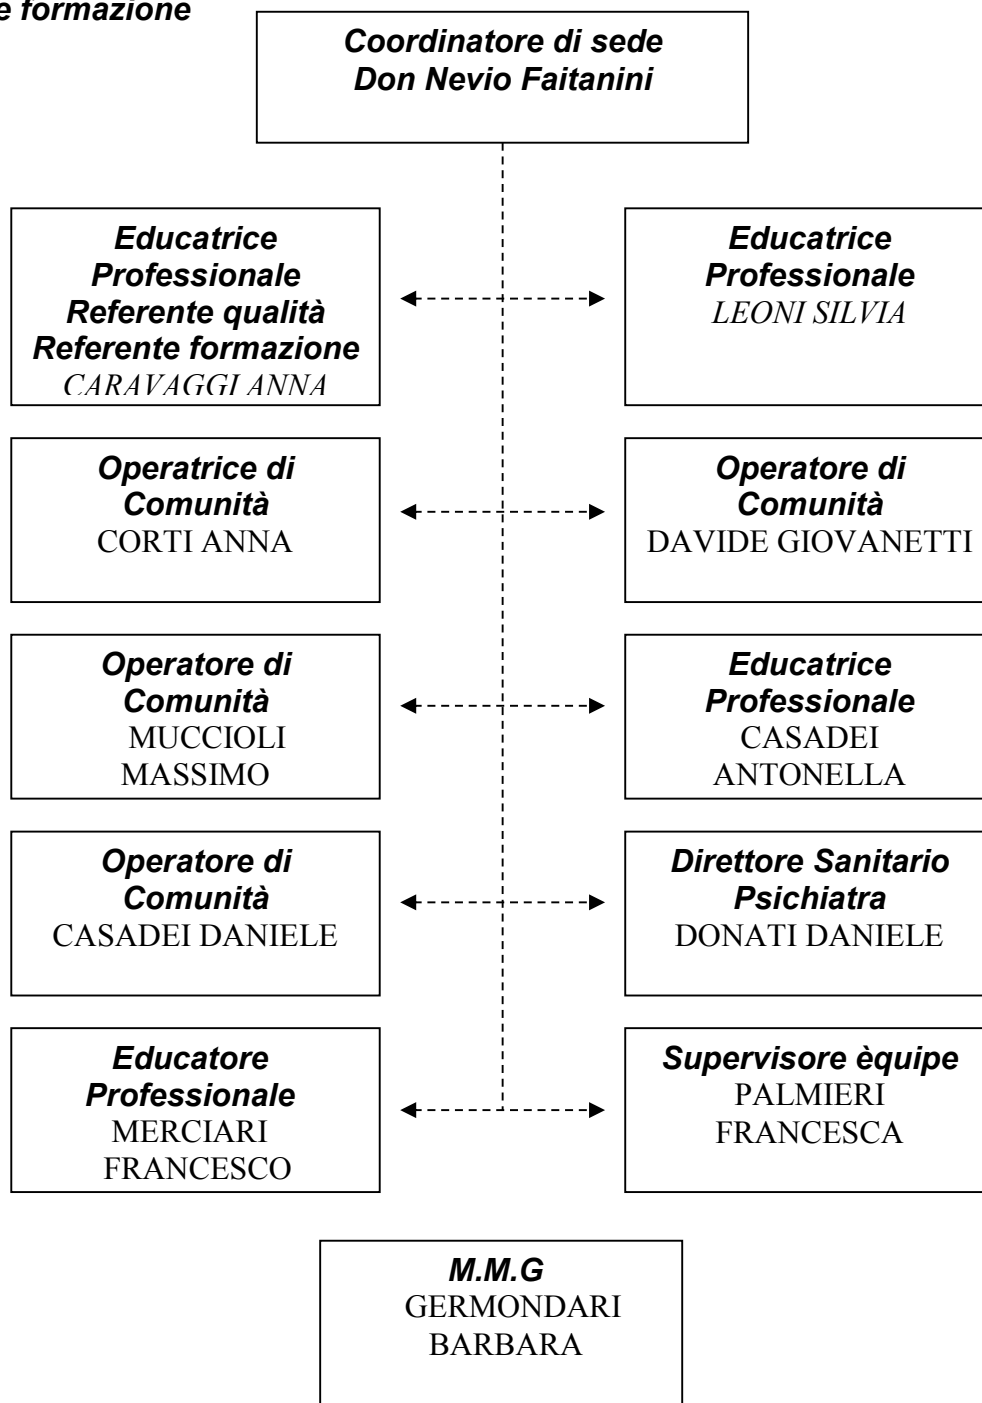 e formazione
Coordinatore di sede
Don Nevio Faitanini
Educatrice
Professionale
Referente qualità
Referente formazione
CARAVAGGI ANNA
Educatrice
Professionale
LEONI SILVIA
Operatrice di
Comunità
CORTI ANNA
Operatore di
Comunità
DAVIDE GIOVANETTI
Operatore di
Comunità
MUCCIOLI
MASSIMO
Educatrice
Professionale
CASADEI
ANTONELLA
Operatore di
Comunità
CASADEI DANIELE
Direttore Sanitario
Psichiatra
DONATI DANIELE
Educatore
Professionale
MERCIARI
FRANCESCO
Supervisore èquipe
PALMIERI
FRANCESCA
M.M.G
GERMONDARI
BARBARA